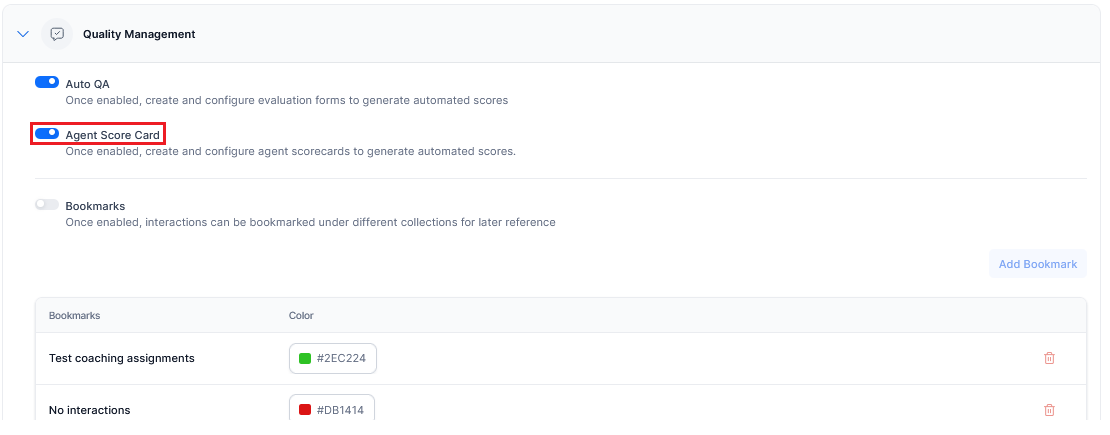 Quality Management
Auto QA
Once enabled, create and configure evaluation forms to generate automated scores
Agent Score Card
Once enabled, create and configure agent scorecards to generate automated scores.
Bookmarks
Once enabled, interactions can be bookmarked under different collections for later reference
Add Bookmark
Bookmarks Color
Test coaching assignments #2EC224
No interactions #DB1414